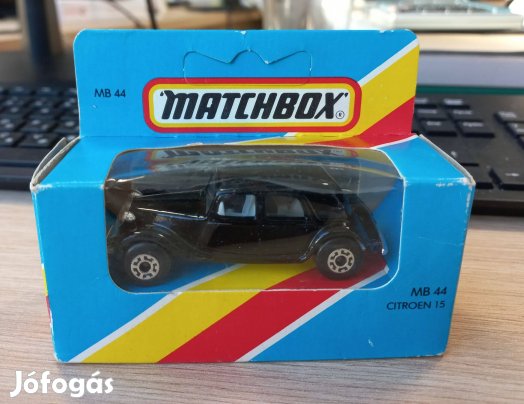 MB 44
MATCHBOX®
MB 44
CITROEN 15
Jófogás